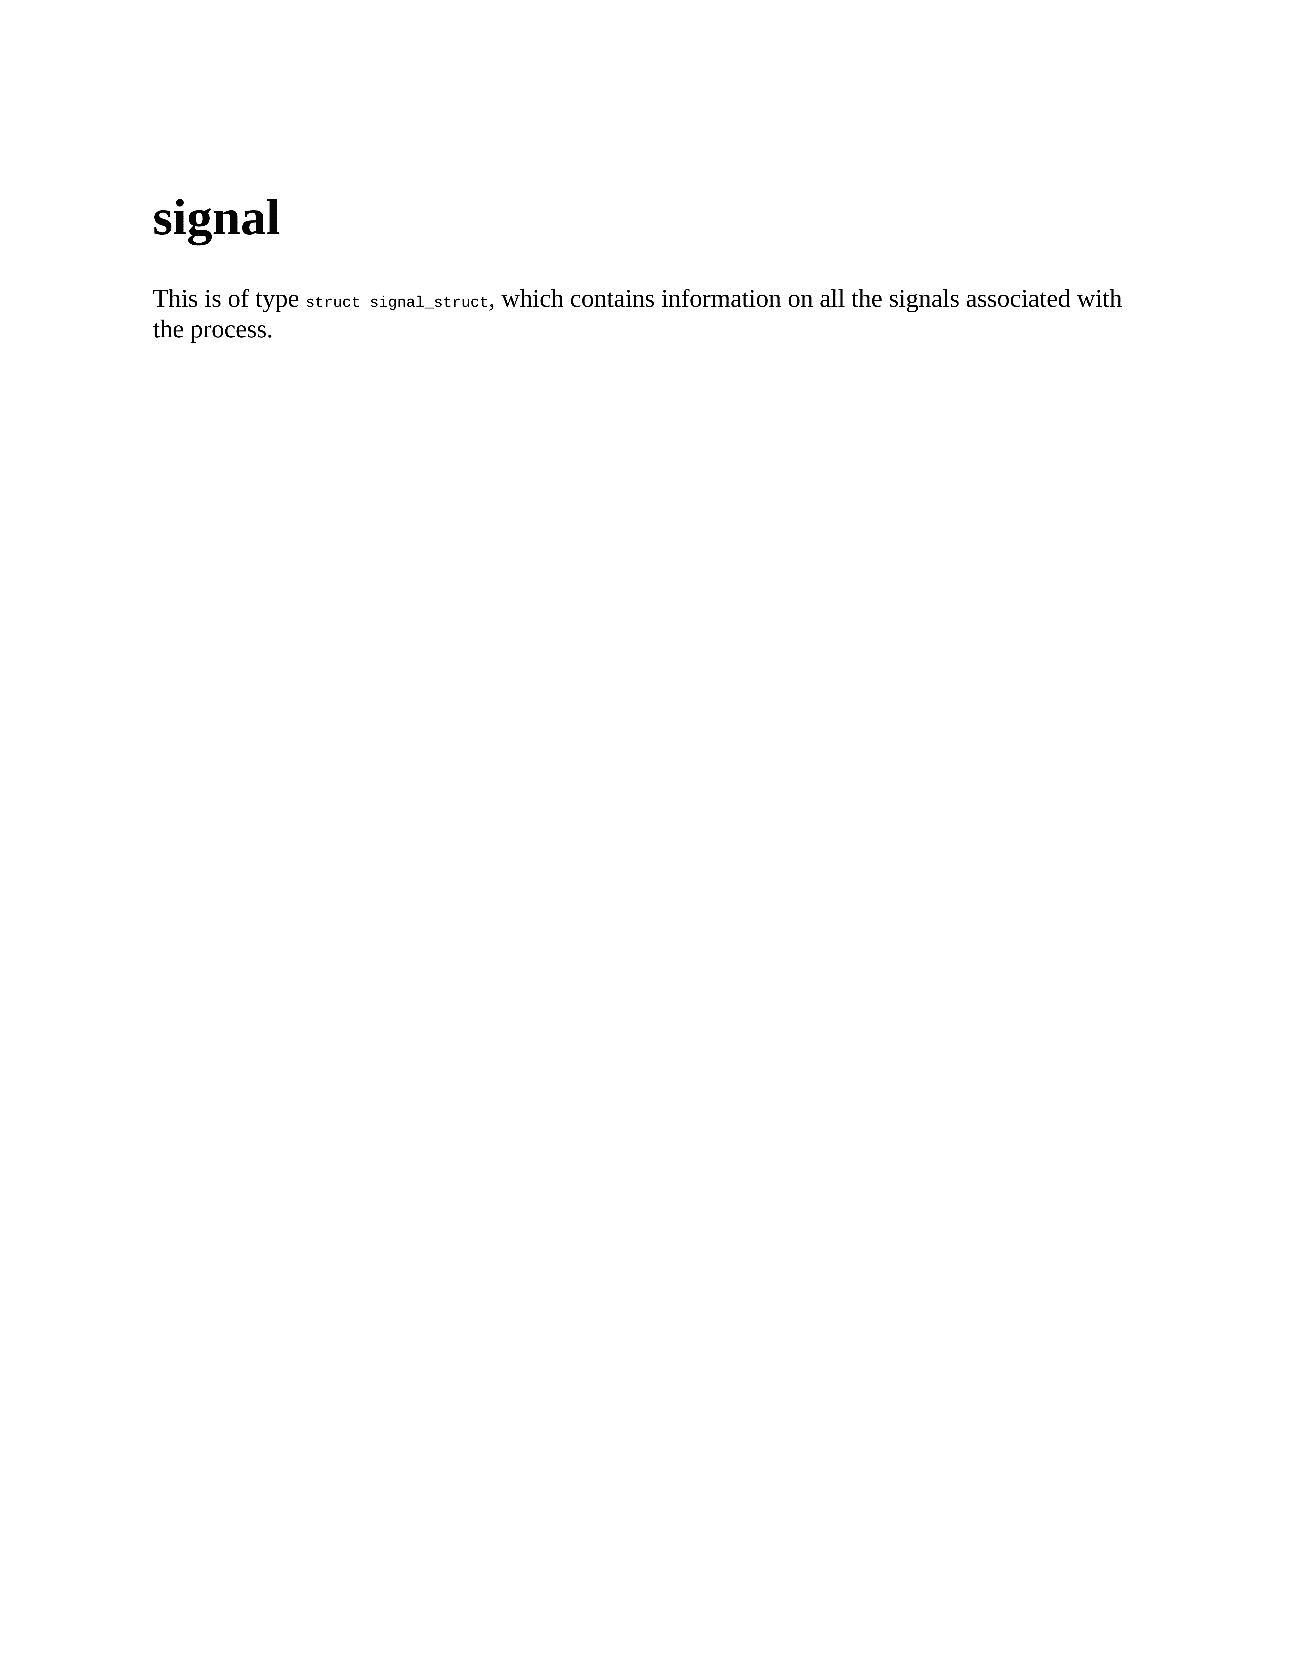 signal
This is of type struct signal_struct, which contains information on all the signals associated with
the process.